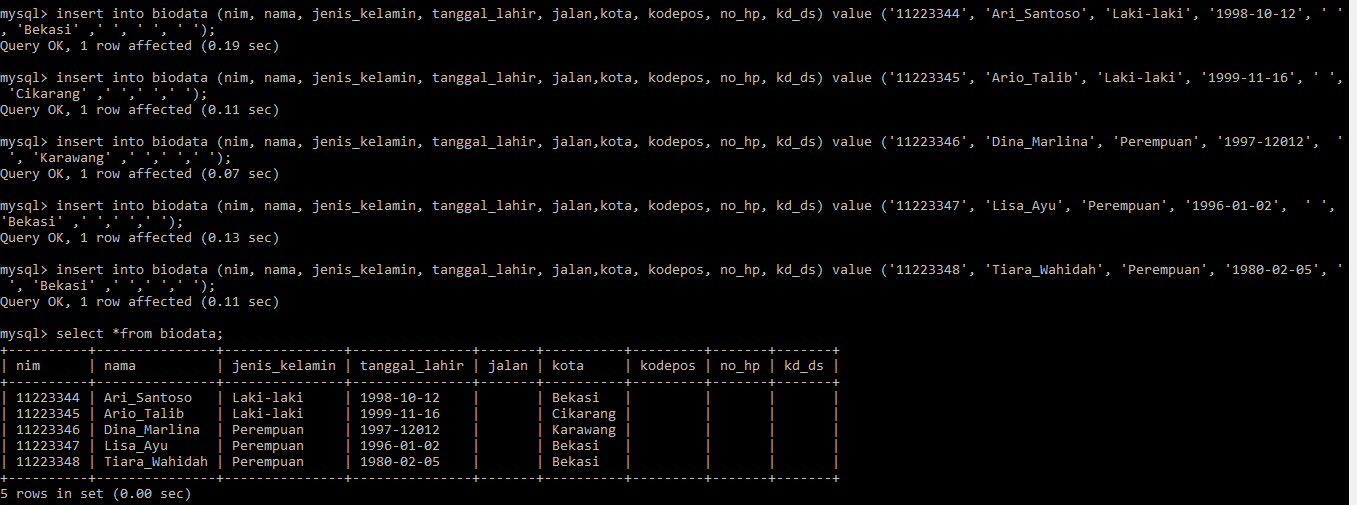 mysql> insert into biodata (nim, nama, jenis_kelamin, tanggal_lahir, jalan,kota, kodepos, no_hp, kd_ds) value ('11223344', 'Ari_Santoso', 'Laki-laki', '1998-10-12', ' '
, 'Bekasi' ,' ',' ', ' ');
Query OK, 1 row affected (0.19 sec)
mysql> insert into biodata (nim, nama, jenis_kelamin, tanggal_lahir, jalan,kota, kodepos, no_hp, kd_ds) value ('11223345', 'Ario_Talib', 'Laki-laki', '1999-11-16', ' ',
 'Cikarang' ,' ',' ',' ');
Query OK, 1 row affected (0.11 sec)
mysql> insert into biodata (nim, nama, jenis_kelamin, tanggal_lahir, jalan,kota, kodepos, no_hp, kd_ds) value ('11223346', 'Dina_Marlina', 'Perempuan', '1997-12012',  '
 ', 'Karawang' ,' ',' ',' ');
Query OK, 1 row affected (0.07 sec)
mysql> insert into biodata (nim, nama, jenis_kelamin, tanggal_lahir, jalan,kota, kodepos, no_hp, kd_ds) value ('11223347', 'Lisa_Ayu', 'Perempuan', '1996-01-02',  ' ',
'Bekasi' ,' ',' ',' ');
Query OK, 1 row affected (0.13 sec)
mysql> insert into biodata (nim, nama, jenis_kelamin, tanggal_lahir, jalan,kota, kodepos, no_hp, kd_ds) value ('11223348', 'Tiara_Wahidah', 'Perempuan', '1980-02-05', '
 ', 'Bekasi' ,' ',' ',' ');
Query OK, 1 row affected (0.11 sec)
mysql> select *from biodata;
+----------+---------------+---------------+---------------+-------+----------+---------+-------+-------+
| nim      | nama          | jenis_kelamin | tanggal_lahir | jalan | kota     | kodepos | no_hp | kd_ds |
+----------+---------------+---------------+---------------+-------+----------+---------+-------+-------+
| 11223344 | Ari_Santoso   | Laki-laki     | 1998-10-12    |       | Bekasi   |         |       |       |
| 11223345 | Ario_Talib    | Laki-laki     | 1999-11-16    |       | Cikarang |         |       |       |
| 11223346 | Dina_Marlina  | Perempuan     | 1997-12012    |       | Karawang |         |       |       |
| 11223347 | Lisa_Ayu      | Perempuan     | 1996-01-02    |       | Bekasi   |         |       |       |
| 11223348 | Tiara_Wahidah | Perempuan     | 1980-02-05    |       | Bekasi   |         |       |       |
+----------+---------------+---------------+---------------+-------+----------+---------+-------+-------+
5 rows in set (0.00 sec)